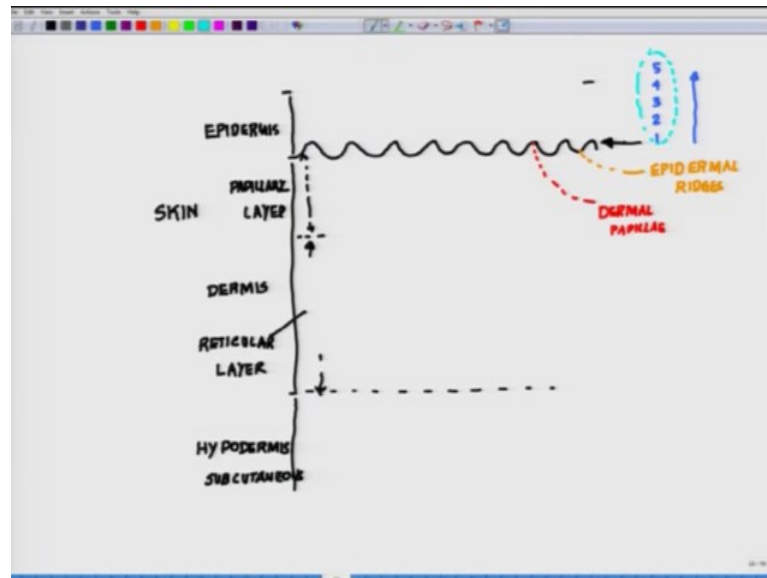 EPIDERMIS
PAPILLARY
LAYER
SKIN
DERMIS
RETICULAR
LAYER
HYPODERMIS
SUBCUTANEOUS
5
4
3
2
1
EPIDERMAL
RIDGES
DERMAL
PAPILLAE